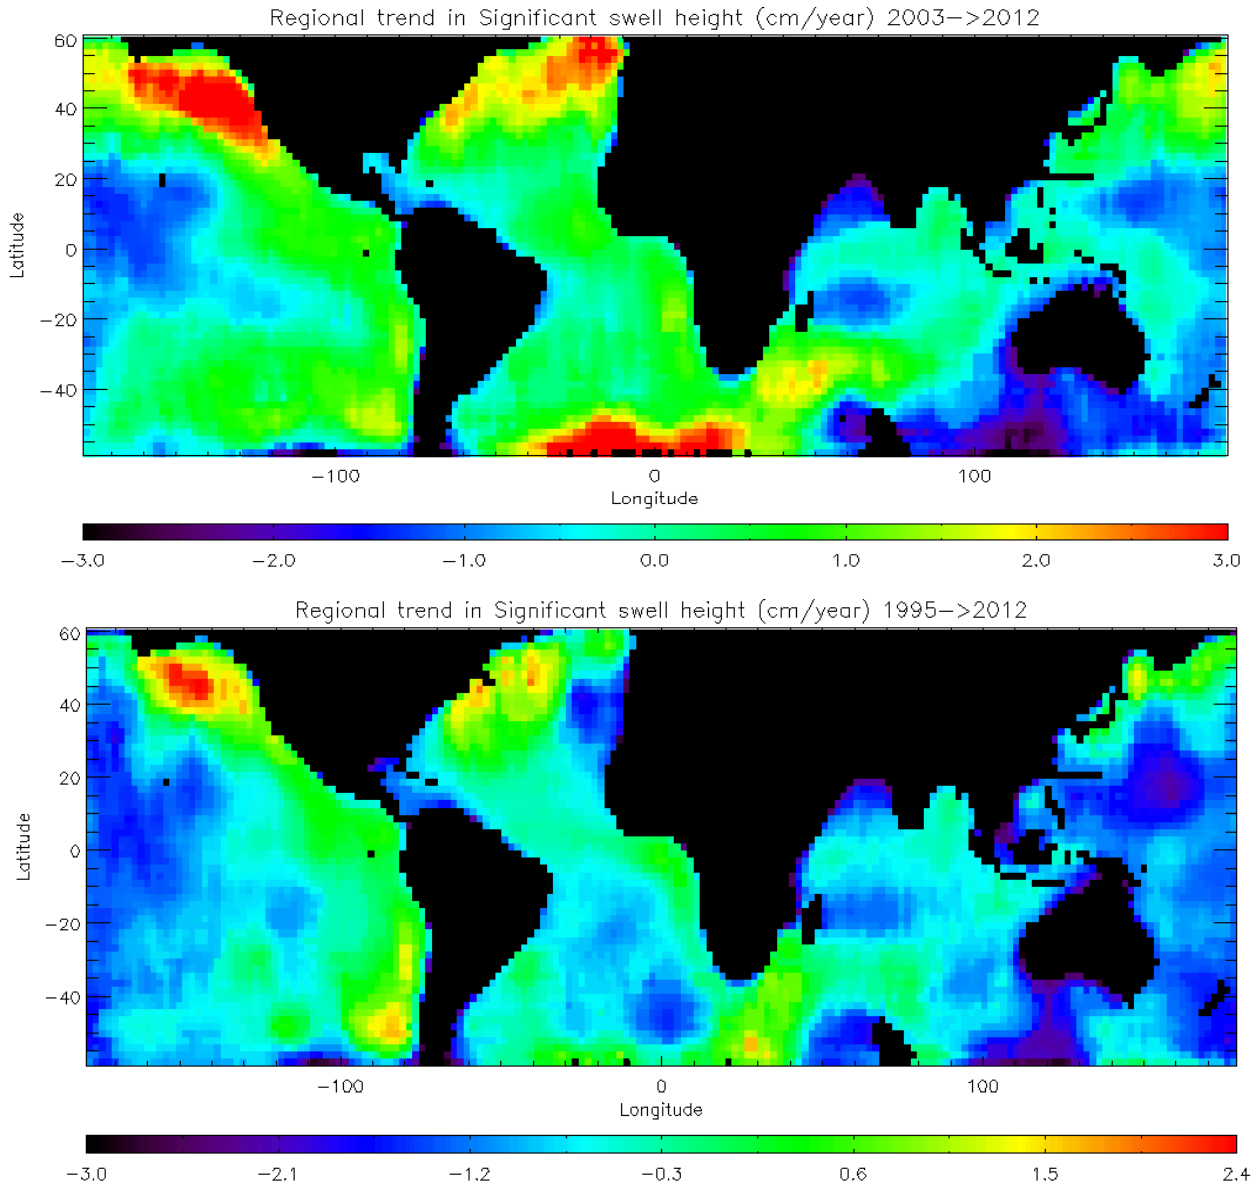 Regional trend in Significant swell height (cm/year) 2003->2012
60
40
20
0
−20
−40
Latitude
−100 0 100
Longitude
−3.0 −2.0 −1.0 0.0 1.0 2.0 3.0
Regional trend in Significant swell height (cm/year) 1995->2012
60
40
20
0
−20
−40
Latitude
−100 0 100
Longitude
−3.0 −2.1 −1.2 −0.3 0.6 1.5 2.4